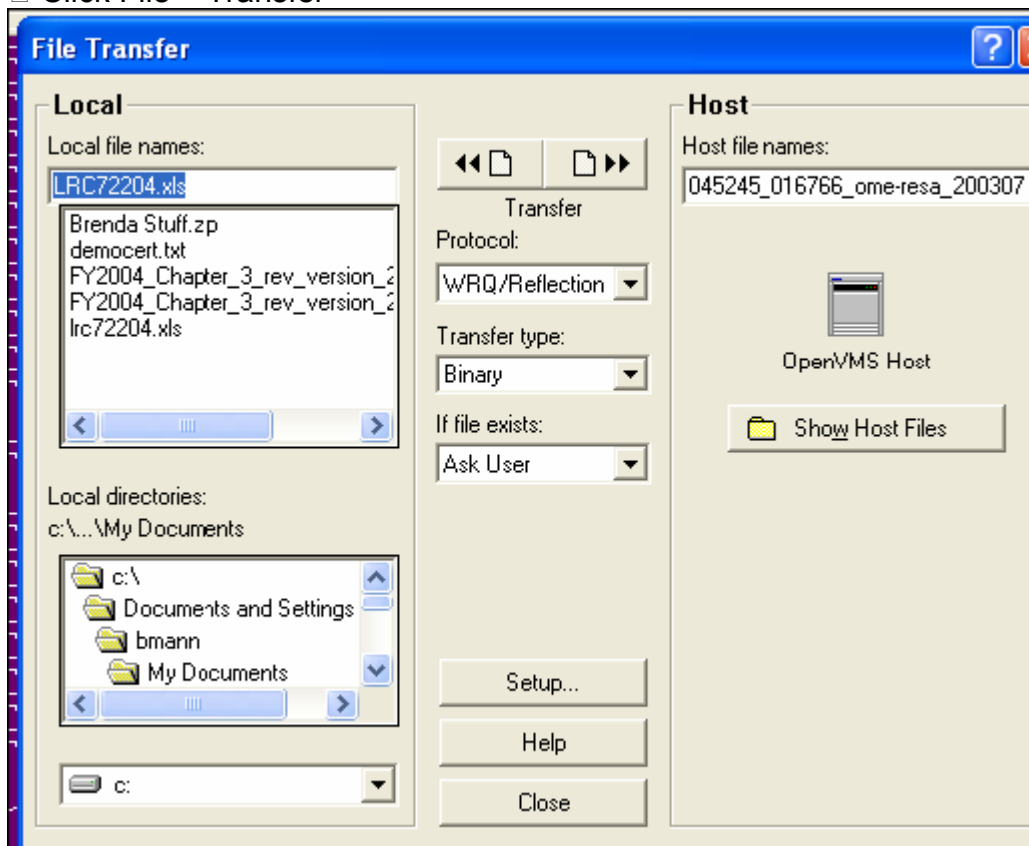 Click File – Transfer
File Transfer
?
Local
Local file names:
LRC72204.xls
Brenda Stuff.zp
democert.txt
FY2004_Chapter_3_rev_version_2
FY2004_Chapter_3_rev_version_2
lrc72204.xls
Local directories:
c:\...\My Documents
c:\
Documents and Settings
bmann
My Documents
c:
Transfer
Protocol:
WRQ/Reflection
Transfer type:
Binary
If file exists:
Ask User
Setup...
Help
Close
Host
Host file names:
045245_016766_ome-resa_200307
OpenVMS Host
Show Host Files